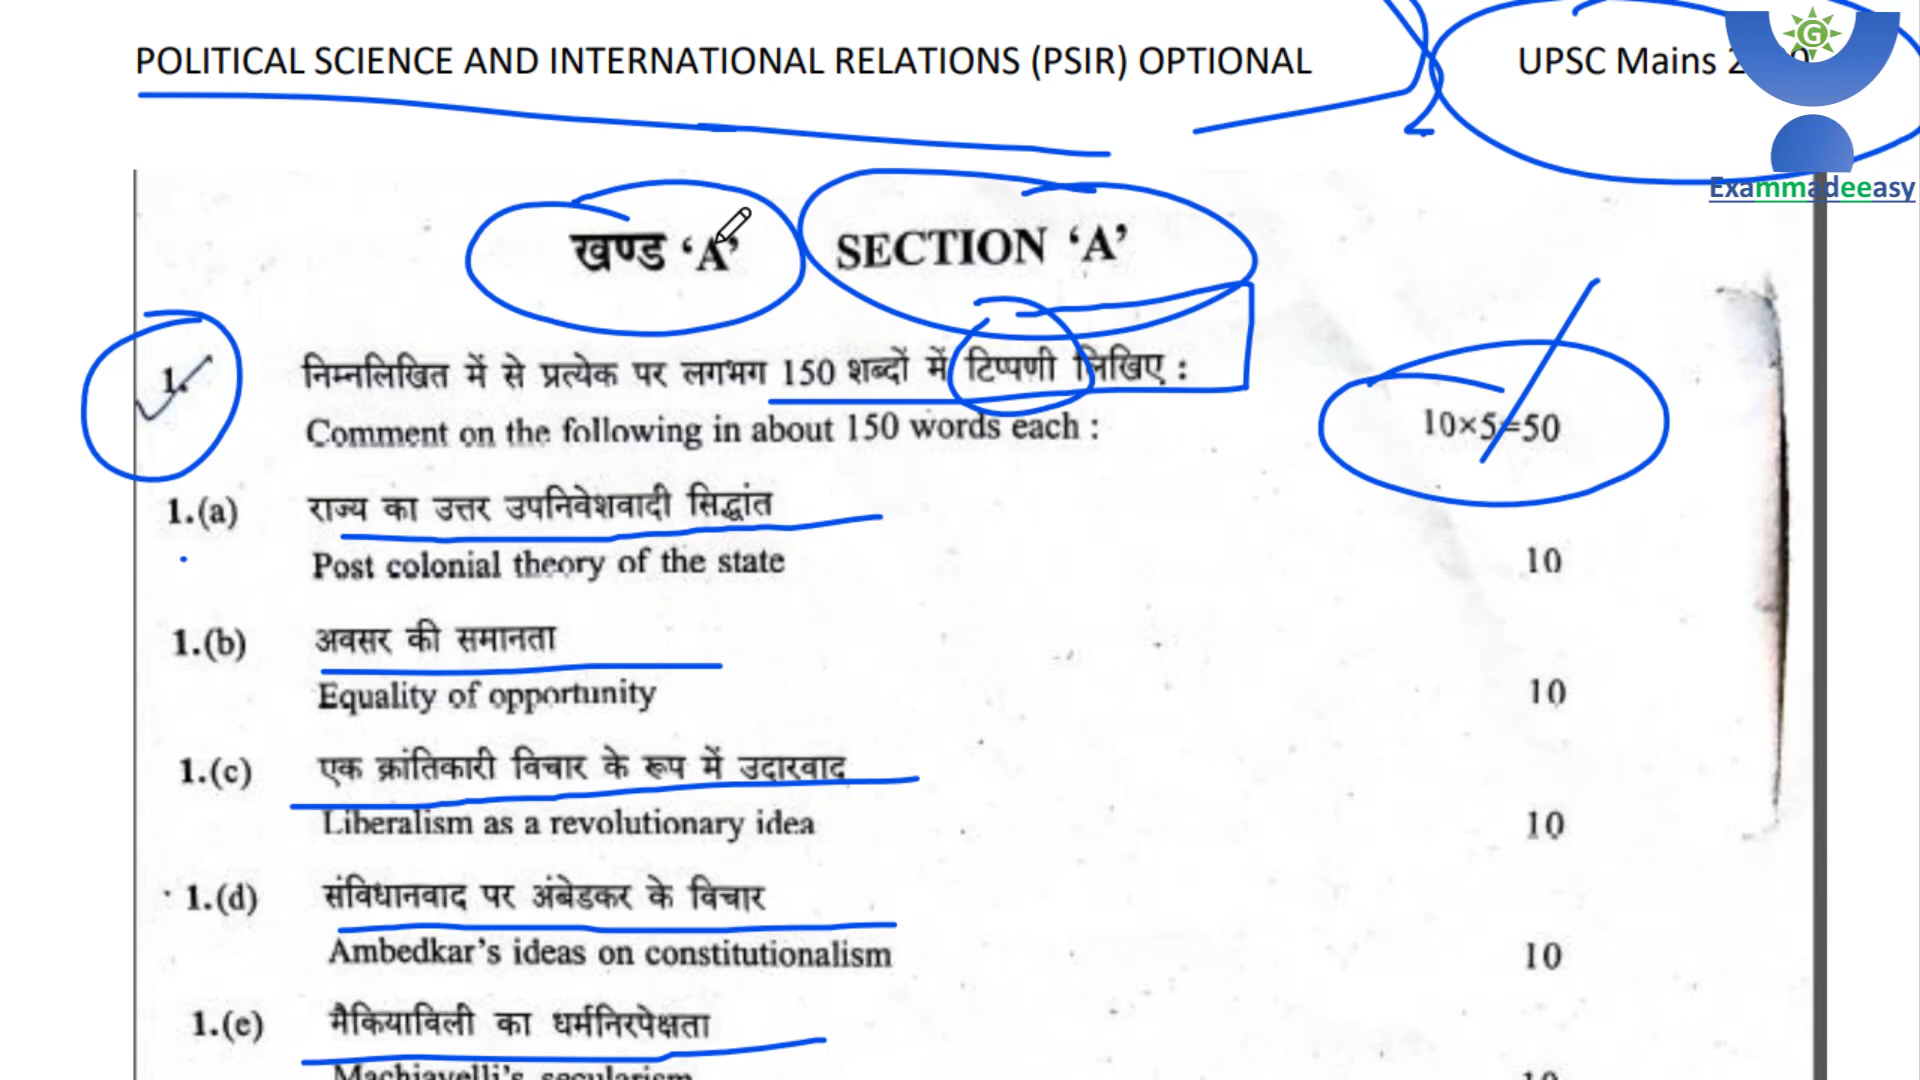 POLITICAL SCIENCE AND INTERNATIONAL RELATIONS (PSIR) OPTIONAL UPSC Mains
G
Exammadeeasy
खण्ड ‘A’ SECTION ‘A’
1. निम्नलिखित में से प्रत्येक पर लगभग 150 शब्दों में टिप्पणी लिखिए :
Comment on the following in about 150 words each : 10×5=50
1.(a) राज्य का उत्तर उपनिवेशवादी सिद्धांत
Post colonial theory of the state 10
1.(b) अवसर की समानता
Equality of opportunity 10
1.(c) एक क्रांतिकारी विचार के रूप में उदारवाद
Liberalism as a revolutionary idea 10
1.(d) संविधानवाद पर अंबेडकर के विचार
Ambedkar’s ideas on constitutionalism 10
1.(e) मैकियाविली का धर्मनिरपेक्षता
Machiavelli’s secularism 10